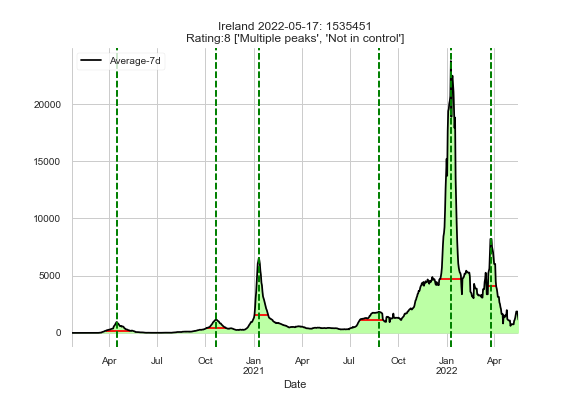 Ireland 2022-05-17: 1535451
Rating:8 ['Multiple peaks', 'Not in control']
Average-7d
20000
15000
10000
5000
0
Apr Jul Oct Jan Apr Jul Oct Jan Apr
2021 2022
Date